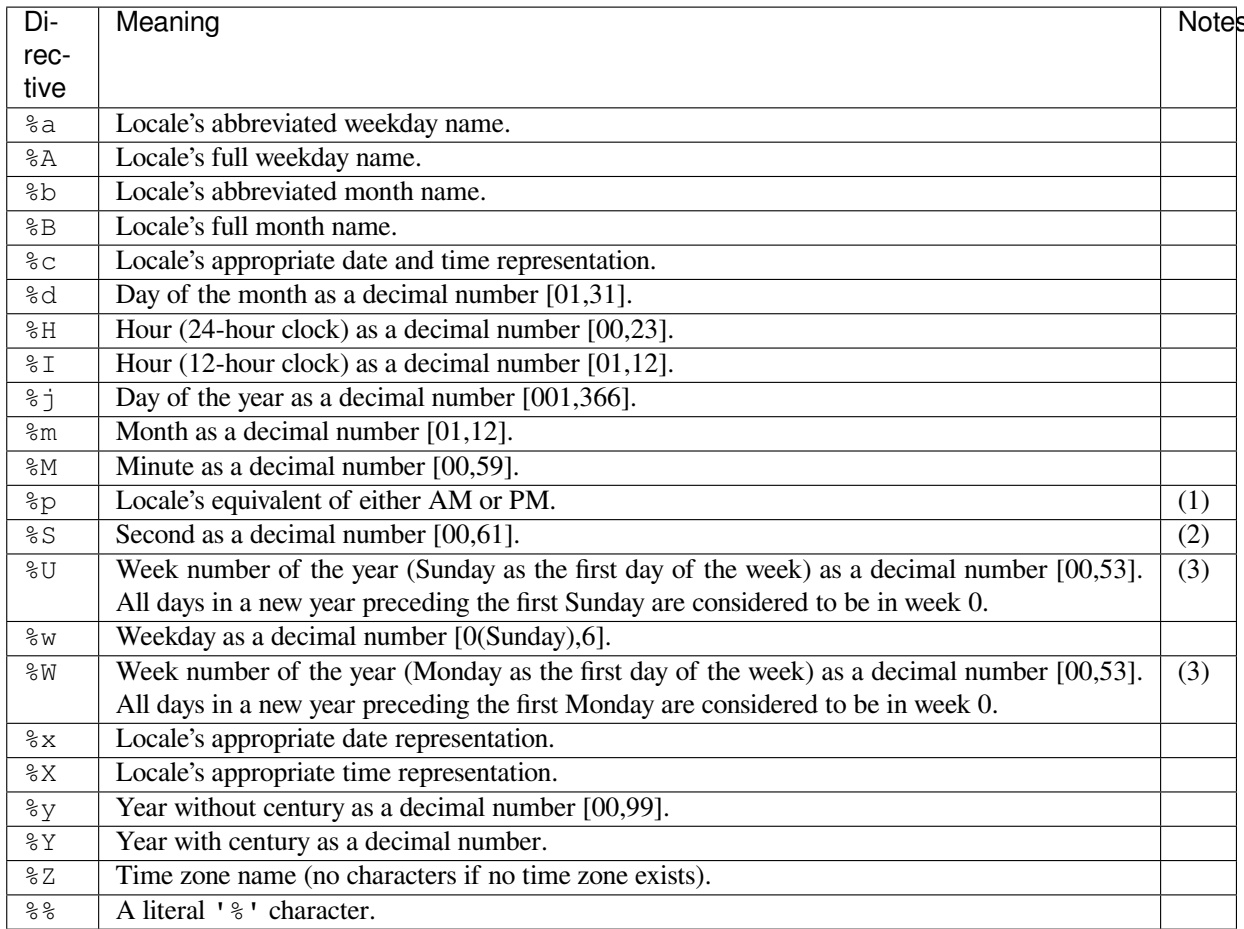 Di- Meaning Notes
rec-
tive
%a Locale's abbreviated weekday name.
%A Locale's full weekday name.
%b Locale's abbreviated month name.
%B Locale's full month name.
%c Locale's appropriate date and time representation.
%d Day of the month as a decimal number [01,31].
%H Hour (24-hour clock) as a decimal number [00,23].
%I Hour (12-hour clock) as a decimal number [01,12].
%j Day of the year as a decimal number [001,366].
%m Month as a decimal number [01,12].
%M Minute as a decimal number [00,59].
%p Locale's equivalent of either AM or PM. (1)
%S Second as a decimal number [00,61]. (2)
%U Week number of the year (Sunday as the first day of the week) as a decimal number [00,53]. (3)
All days in a new year preceding the first Sunday are considered to be in week 0.
%w Weekday as a decimal number [0(Sunday),6].
%W Week number of the year (Monday as the first day of the week) as a decimal number [00,53]. (3)
All days in a new year preceding the first Monday are considered to be in week 0.
%x Locale's appropriate date representation.
%X Locale's appropriate time representation.
%y Year without century as a decimal number [00,99].
%Y Year with century as a decimal number.
%Z Time zone name (no characters if no time zone exists).
%% A literal '%' character.